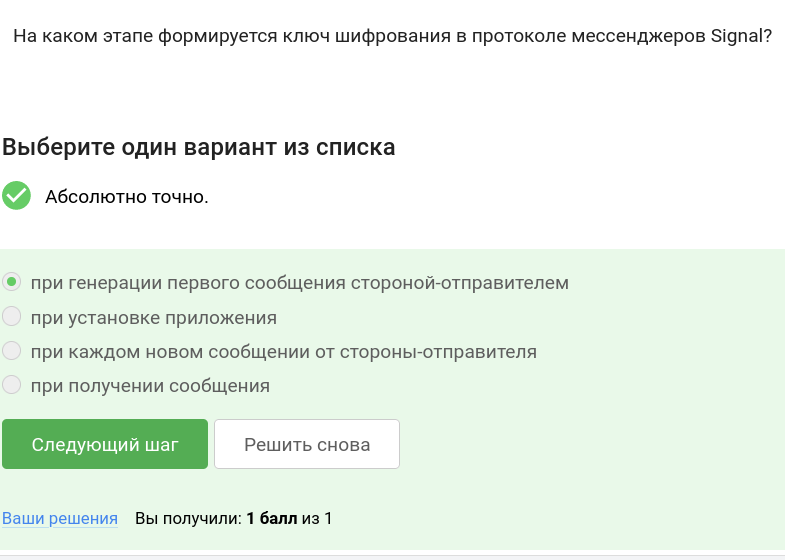 На каком этапе формируется ключ шифрования в протоколе мессенджеров Signal?
Выберите один вариант из списка
Абсолютно точно.
при генерации первого сообщения стороной-отправителем
при установке приложения
при каждом новом сообщении от стороны-отправителя
при получении сообщения
Следующий шаг
Решить снова
Ваши решения Вы получили: 1 балл из 1